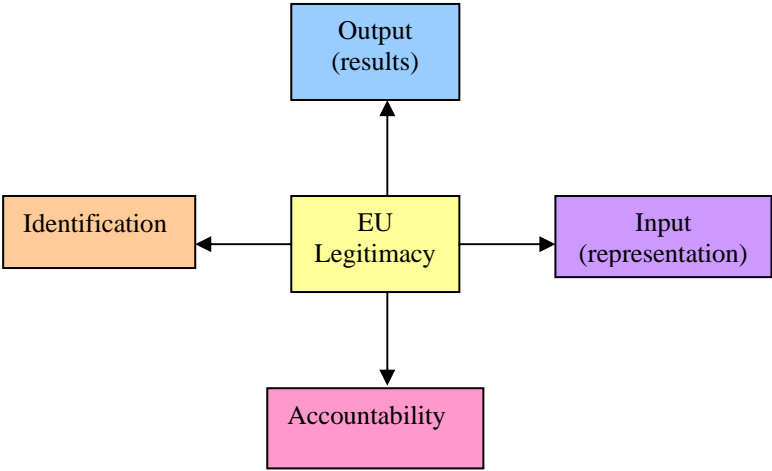 Output
(results)
Identification
EU
Legitimacy
Input
(representation)
Accountability